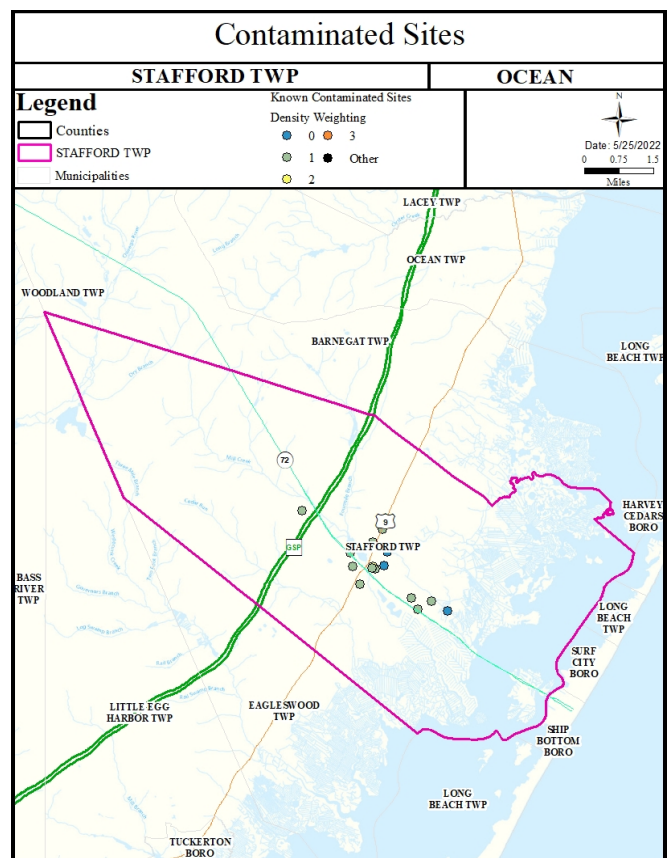 Contaminated Sites
STAFFORD TWP
OCEAN
Legend
Counties
STAFFORD TWP
Municipalities
Known Contaminated Sites
Density Weighting
0
3
1
Other
2
N
Date: 5/25/2022
0 0.75 1.5
Miles
LACEY TWP
OCEAN TWP
WOODLAND TWP
BARNEGAT TWP
LONG
BEACH TWP
72
9
HARVEY
CEDARS
BORO
STAFFORD TWP
GSP
Cedar Run
BASS
RIVER
TWP
LONG
BEACH
TWP
SURF
CITY
BORO
LITTLE EGG
HARBOR TWP
EAGLESWOOD
TWP
SHIP
BOTTOM
BORO
LONG
BEACH TWP
TUCKERTON
BORO